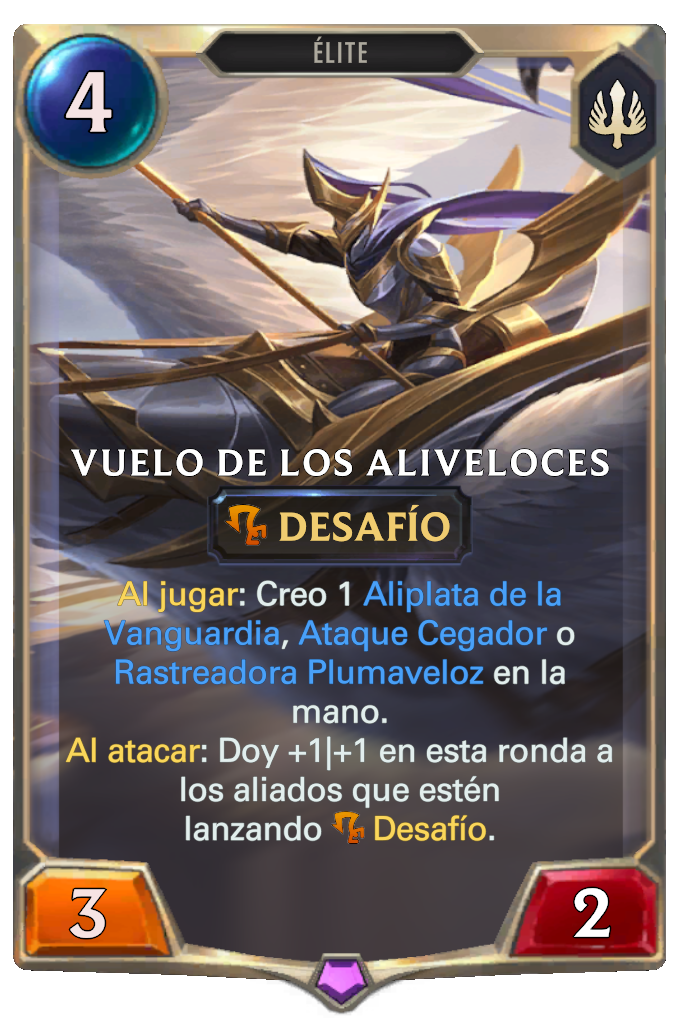 ÉLITE
4
VUELO DE LOS ALIVELOCES
DESAFÍO
Al jugar: Creo 1 Aliplata de la
Vanguardia, Ataque Cegador o
Rastreadora Plumaveloz en la
mano.
Al atacar: Doy +1|+1 en esta ronda a
los aliados que estén
lanzando Desafío.
3
2